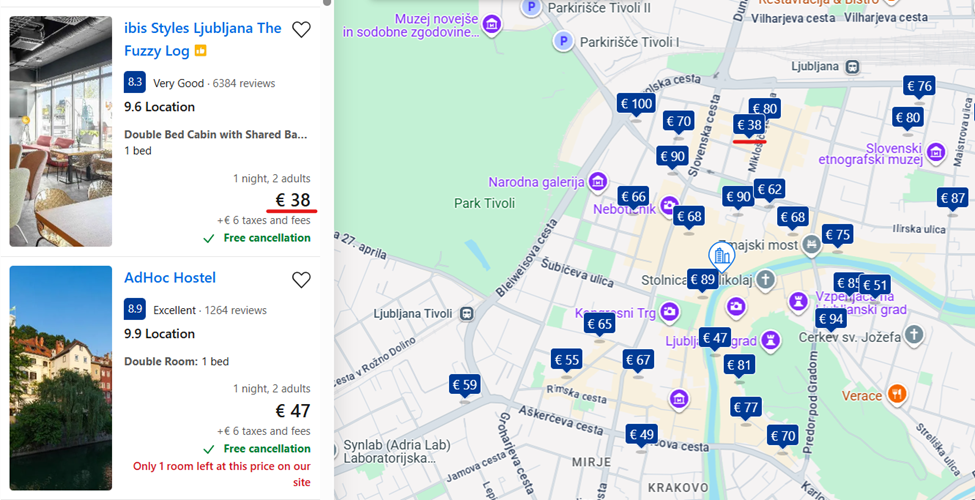 ibis Styles Ljubljana The
Fuzzy Log
8.3 Very Good · 6384 reviews
9.6 Location
Double Bed Cabin with Shared Ba...
1 bed
1 night, 2 adults
€ 38
+€ 6 taxes and fees
Free cancellation
AdHoc Hostel
8.9 Excellent · 1264 reviews
9.9 Location
Double Room: 1 bed
1 night, 2 adults
€ 47
+€ 6 taxes and fees
Free cancellation
Only 1 room left at this price on our
site
Muzej novejše
in sodobne zgodovine...
P
Parkirišče Tivoli II
P
Parkirišče Tivoli I
Restavracija & Bistro
Vilharjeva cesta
Vilharjeva ces
Ljubljana
€ 76
€ 100
€ 80
€ 70
€ 38
€ 80
Slovenska cesta
€ 90
Slovenski
etnografski muzej
Narodna galerija
Park Tivoli
€ 66
Nebotičnik
€ 90
€ 62
€ 87
€ 68
€ 68
€ 75
Ilirska ulica
a 27. aprila
Bleiweisova cesta
Zmajski most
Šubičeva ulica
Stolnica
Nikolaj
€ 89
€ 85
€ 51
Ljubljana Tivoli
Kongresni Trg
Vzpenjača na
Ljubljanski grad
€ 65
€ 94
Cerkev sv. Jožefa
€ 47
Ljubljanski grad
cesta v Rožno Dolino
€ 55
€ 67
€ 81
€ 59
Rimska cesta
Verace
Aškerčeva cesta
€ 77
Groharjeva cesta
€ 49
€ 70
Predor pod Gradom
Streliška ulica
Synlab (Adria Lab)
Laboratorijska...
Jamova cesta
MIRJE
KRAKOVO